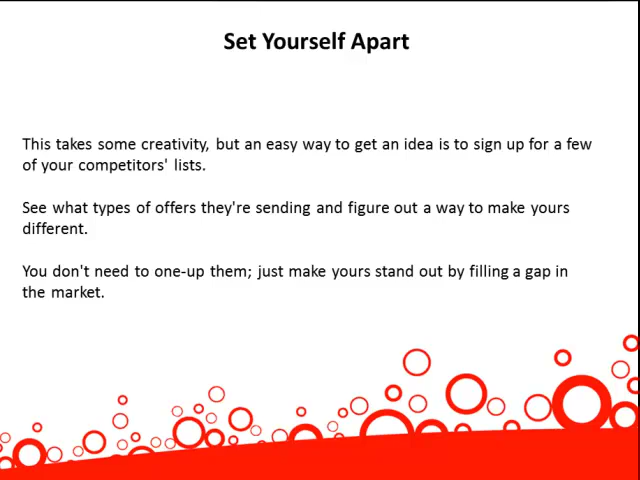 Set Yourself Apart
This takes some creativity, but an easy way to get an idea is to sign up for a few
of your competitors' lists.
See what types of offers they're sending and figure out a way to make yours
different.
You don't need to one-up them; just make yours stand out by filling a gap in
the market.